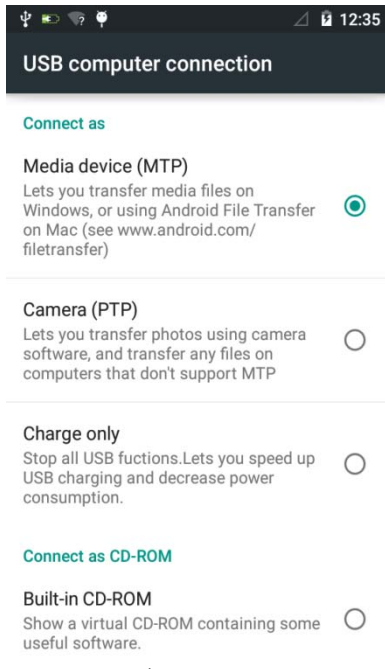 12:35
USB computer connection
Connect as
Media device (MTP)
Lets you transfer media files on
Windows, or using Android File Transfer
on Mac (see www.android.com/
filetransfer)
Camera (PTP)
Lets you transfer photos using camera
software, and transfer any files on
computers that don't support MTP
Charge only
Stop all USB fuctions.Lets you speed up
USB charging and decrease power
consumption.
Connect as CD-ROM
Built-in CD-ROM
Show a virtual CD-ROM containing some
useful software.